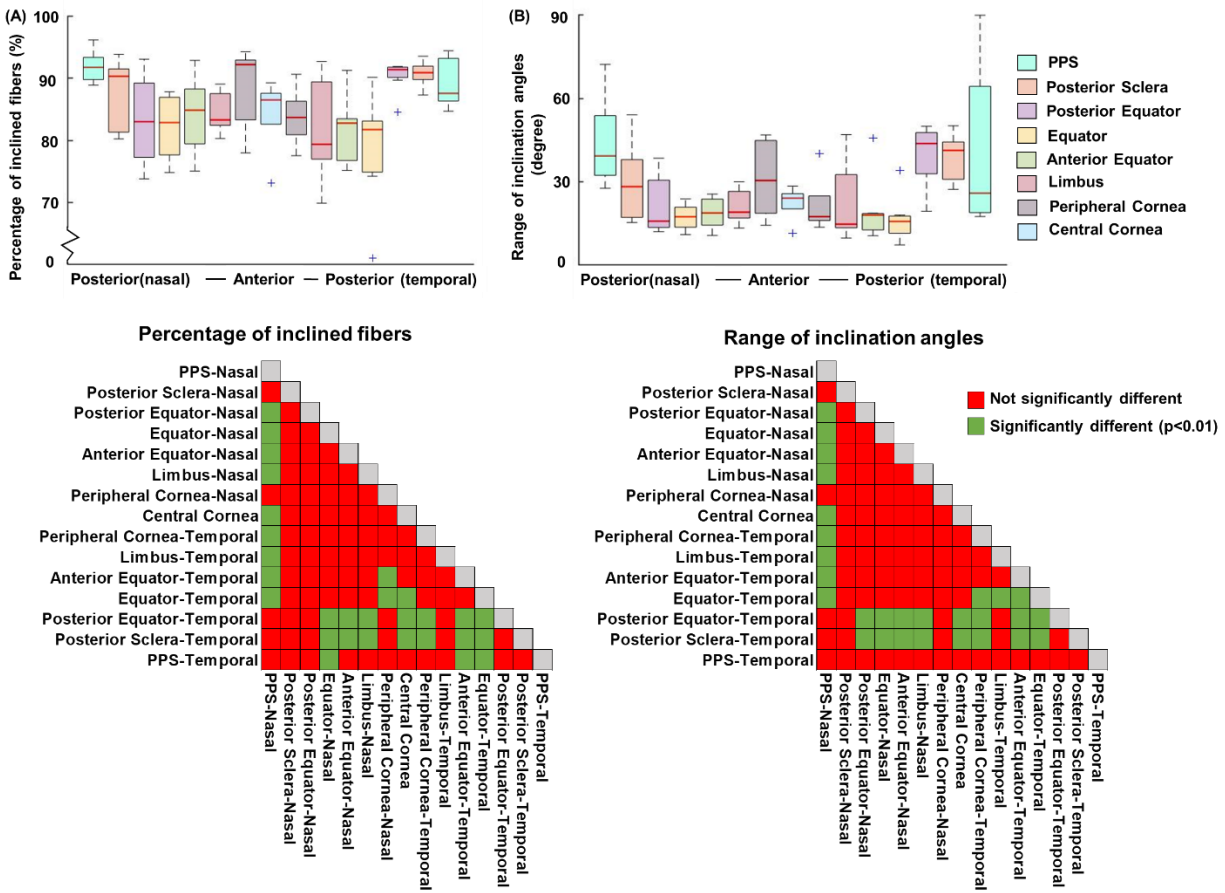 (A)
Percentage of inclined fibers (%)
100
90
80
70
0
Posterior(nasal) — Anterior – Posterior (temporal)
(B)
Range of inclination angles
(degree)
90
60
30
0
Posterior(nasal) — Anterior — Posterior (temporal)
PPS
Posterior Sclera
Posterior Equator
Equator
Anterior Equator
Limbus
Peripheral Cornea
Central Cornea
Percentage of inclined fibers
PPS-Nasal
Posterior Sclera-Nasal
Posterior Equator-Nasal
Equator-Nasal
Anterior Equator-Nasal
Limbus-Nasal
Peripheral Cornea-Nasal
Central Cornea
Peripheral Cornea-Temporal
Limbus-Temporal
Anterior Equator-Temporal
Equator-Temporal
Posterior Equator-Temporal
Posterior Sclera-Temporal
PPS-Temporal
PPS-Nasal
Posterior Sclera-Nasal
Posterior Equator-Nasal
Equator-Nasal
Anterior Equator-Nasal
Limbus-Nasal
Peripheral Cornea-Nasal
Central Cornea
Peripheral Cornea-Temporal
Limbus-Temporal
Anterior Equator-Temporal
Equator-Temporal
Posterior Equator-Temporal
Posterior Sclera-Temporal
PPS-Temporal
Range of inclination angles
Not significantly different
Significantly different (p<0.01)
PPS-Nasal
Posterior Sclera-Nasal
Posterior Equator-Nasal
Equator-Nasal
Anterior Equator-Nasal
Limbus-Nasal
Peripheral Cornea-Nasal
Central Cornea
Peripheral Cornea-Temporal
Limbus-Temporal
Anterior Equator-Temporal
Equator-Temporal
Posterior Equator-Temporal
Posterior Sclera-Temporal
PPS-Temporal
PPS-Nasal
Posterior Sclera-Nasal
Posterior Equator-Nasal
Equator-Nasal
Anterior Equator-Nasal
Limbus-Nasal
Peripheral Cornea-Nasal
Central Cornea
Peripheral Cornea-Temporal
Limbus-Temporal
Anterior Equator-Temporal
Equator-Temporal
Posterior Equator-Temporal
Posterior Sclera-Temporal
PPS-Temporal